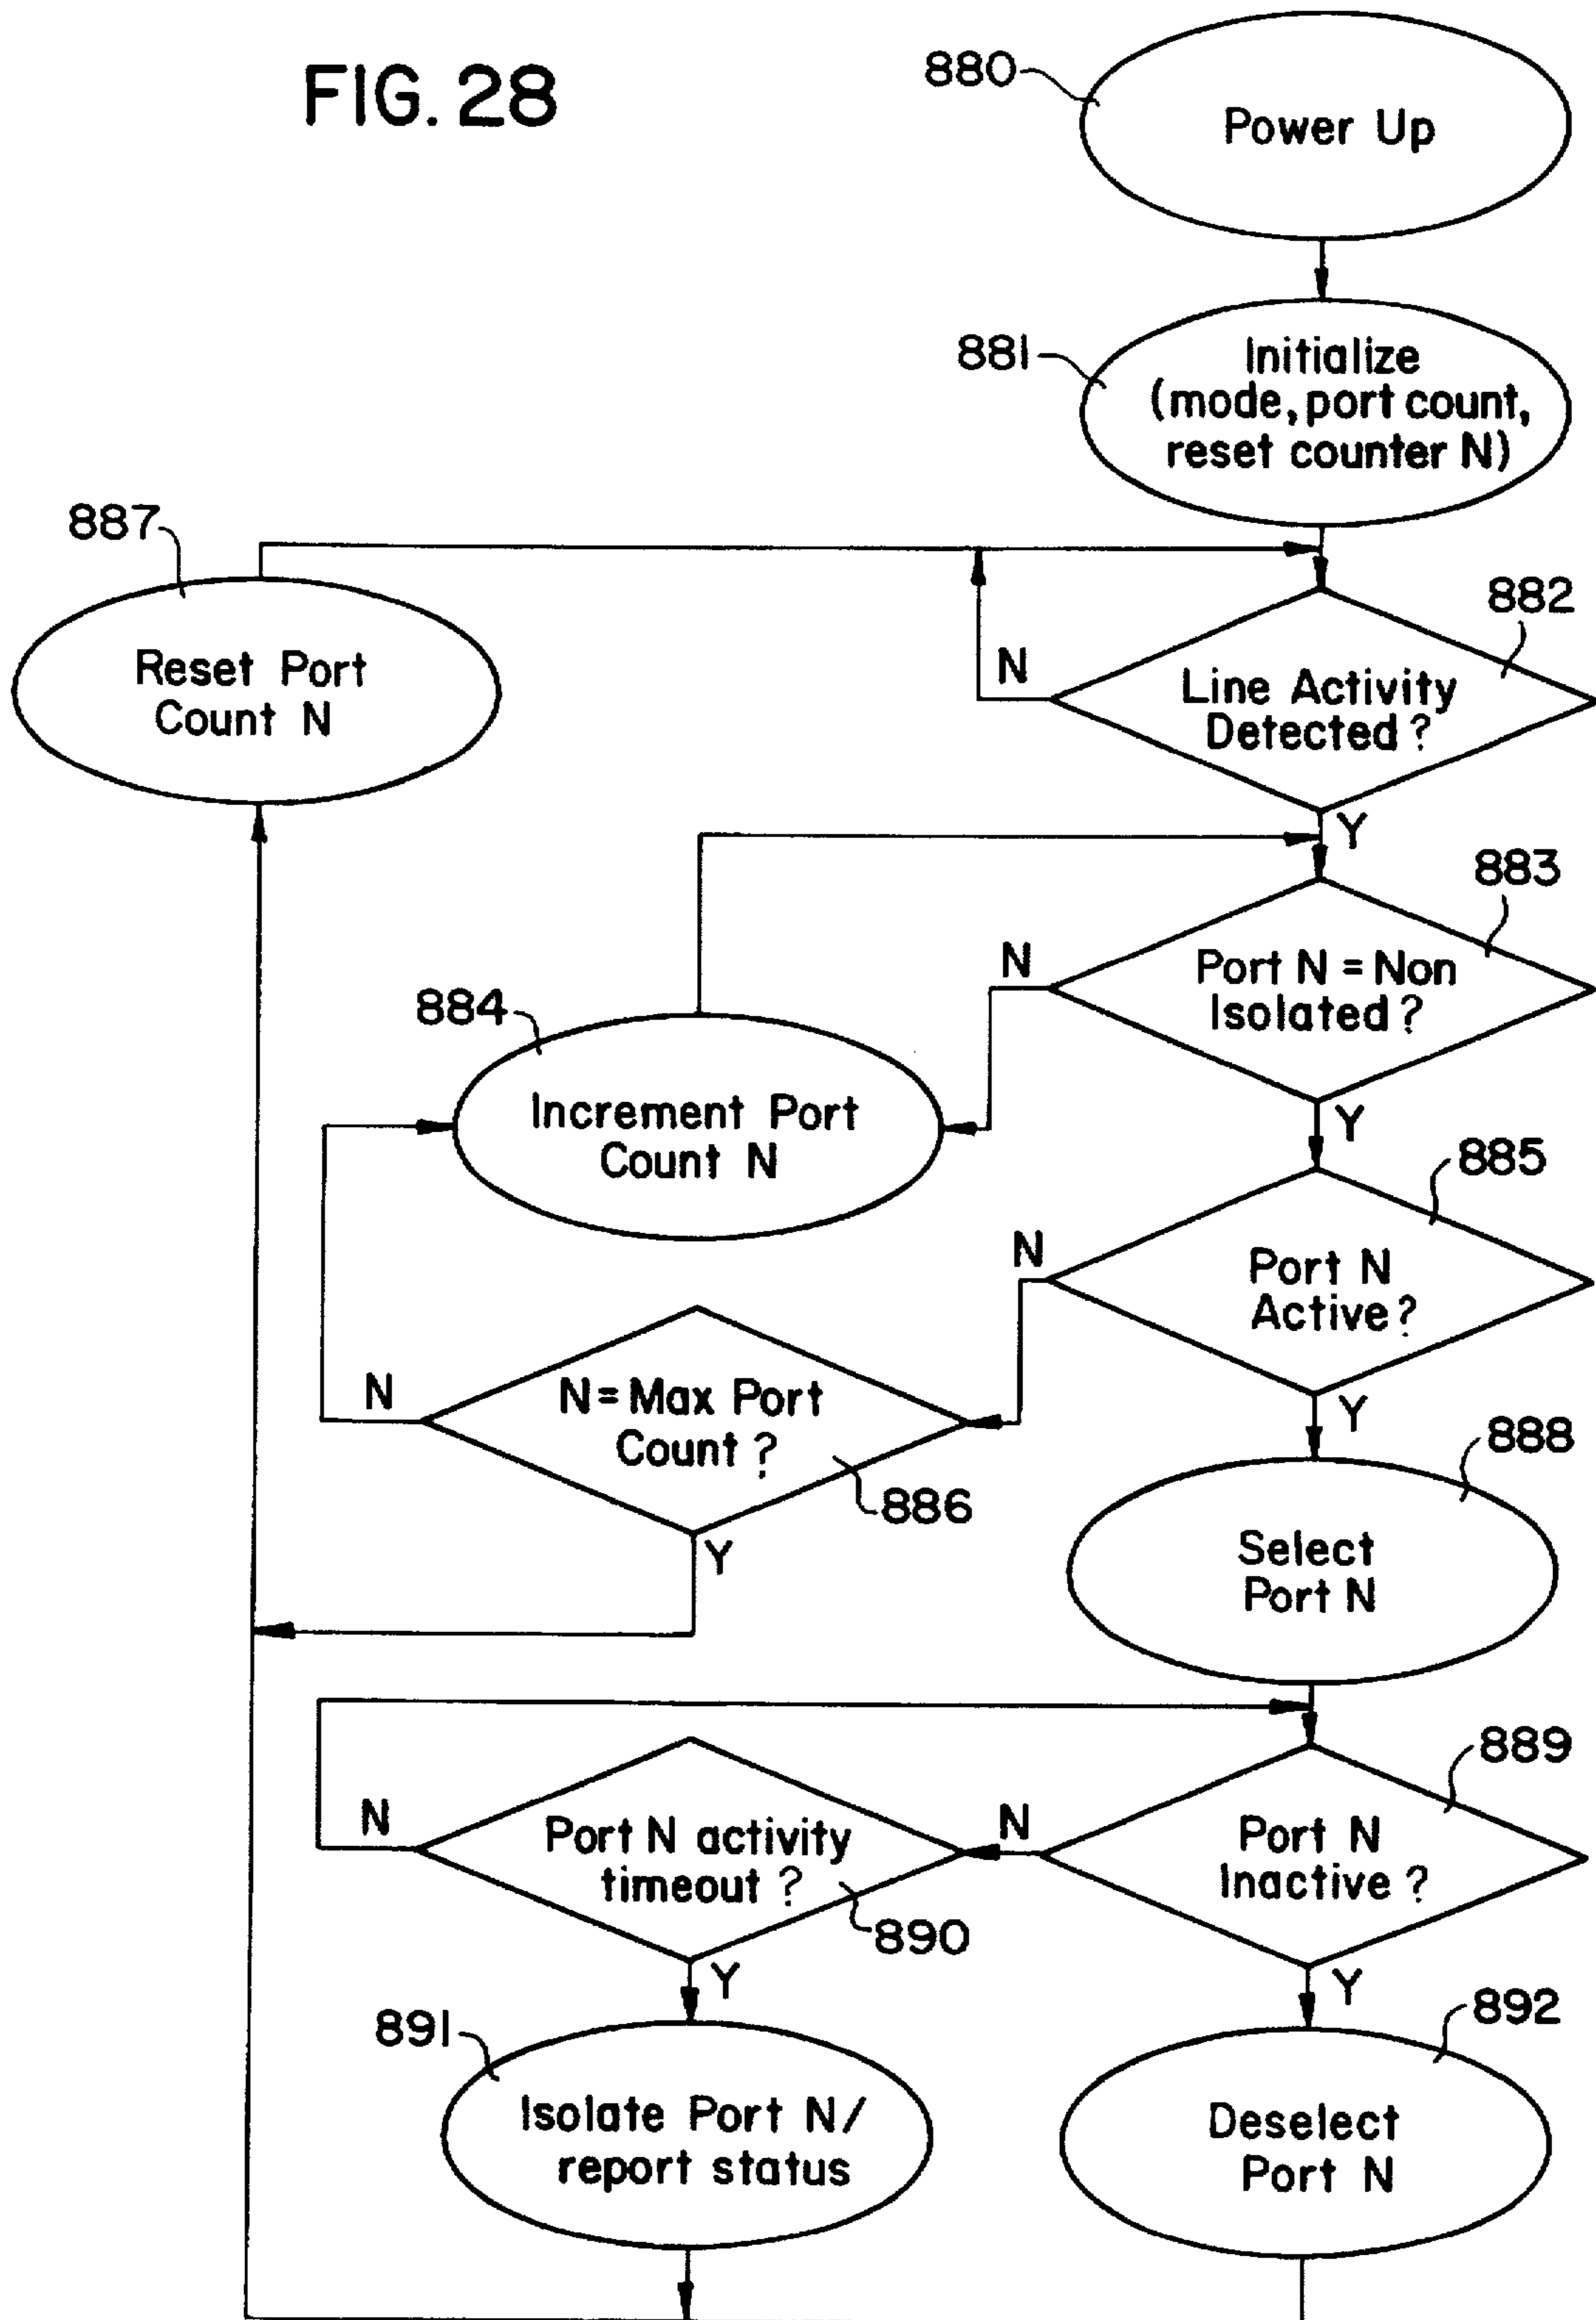 FIG. 28
880
Power Up
881
Initialize
(mode, port count,
reset counter N)
887
Reset Port
Count N
882
N
Line Activity
Detected ?
Y
883
N
Port N = Non
Isolated ?
Y
884
Increment Port
Count N
885
N
Port N
Active ?
Y
N
N = Max Port
Count ?
886
Y
888
Select
Port N
889
N
Port N
Inactive ?
Y
N
Port N activity
timeout ?
890
Y
891
Isolate Port N /
report status
892
Deselect
Port N